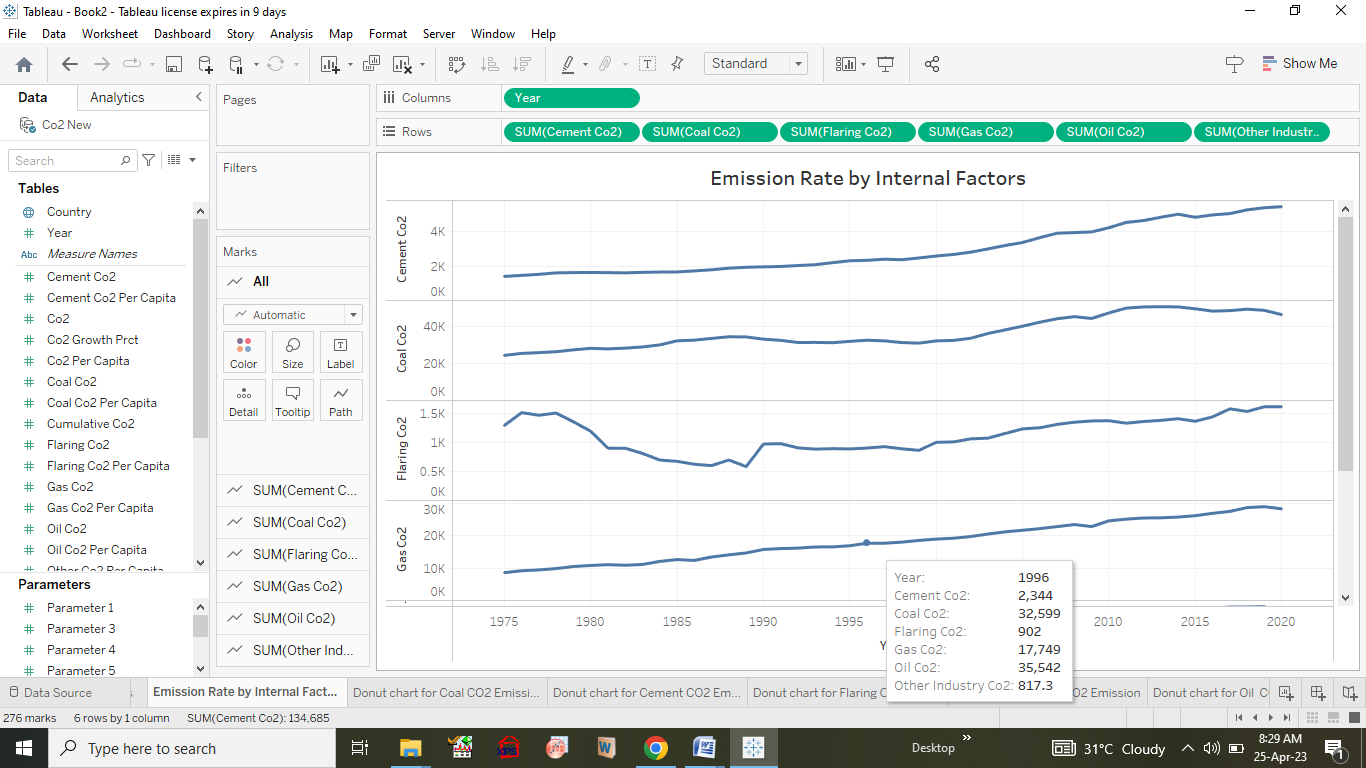 Tableau - Book2 - Tableau license expires in 9 days
File Data Worksheet Dashboard Story Analysis Map Format Server Window Help
Standard
Show Me
Data Analytics
Co2 New
Search
Tables
Country
Year
Abc Measure Names
Cement Co2
Cement Co2 Per Capita
Co2
Co2 Growth Prct
Co2 Per Capita
Coal Co2
Coal Co2 Per Capita
Cumulative Co2
Flaring Co2
Flaring Co2 Per Capita
Gas Co2
Gas Co2 Per Capita
Oil Co2
Oil Co2 Per Capita
Other Co2 Per Capita
Parameters
Parameter 1
Parameter 3
Parameter 4
Parameter 5
Pages
Filters
Marks
All
Automatic
Color Size Label
Detail Tooltip Path
SUM(Cement C...
SUM(Coal Co2)
SUM(Flaring Co...
SUM(Gas Co2)
SUM(Oil Co2)
SUM(Other Ind...
Columns Year
Rows SUM(Cement Co2) SUM(Coal Co2) SUM(Flaring Co2) SUM(Gas Co2) SUM(Oil Co2) SUM(Other Industr..
Emission Rate by Internal Factors
Cement Co2
4K
2K
0K
Coal Co2
40K
20K
0K
Flaring Co2
1.5K
1K
0.5K
0K
Gas Co2
30K
20K
10K
0K
1975 1980 1985 1990 1995 2010 2015 2020
Year: 1996
Cement Co2: 2,344
Coal Co2: 32,599
Flaring Co2: 902
Gas Co2: 17,749
Oil Co2: 35,542
Other Industry Co2: 817.3
Data Source Emission Rate by Internal Fact... Donut chart for Coal CO2 Emissi... Donut chart for Cement CO2 Em... Donut chart for Flaring O2 Emission Donut chart for Oil
276 marks 6 rows by 1 column SUM(Cement Co2): 134,685
Type here to search
XPS
W
W
Desktop
»
31°C Cloudy
8:29 AM
25-Apr-23
1